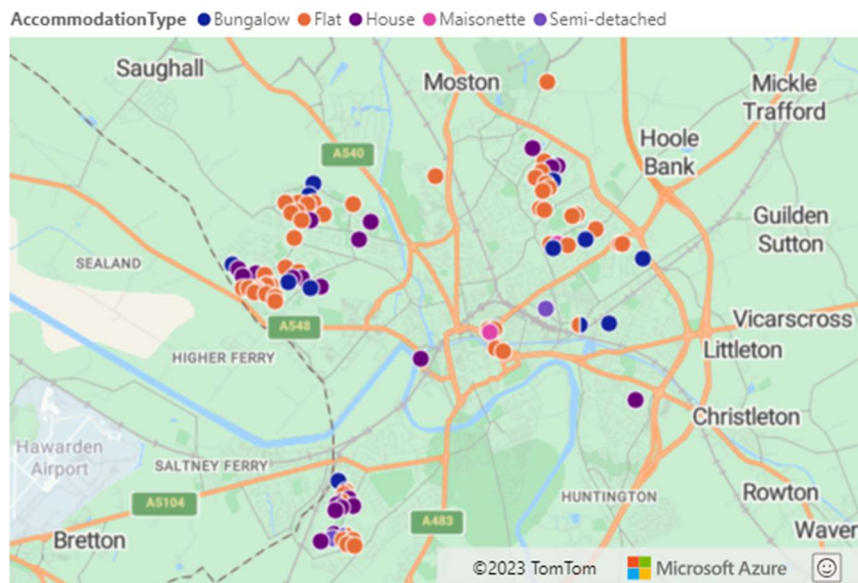 AccommodationType Bungalow Flat House Maisonette Semi-detached
Saughall
Moston
Mickle
Trafford
Hoole
Bank
A540
Guilden
Sutton
SEALAND
A548
Vicarscross
Littleton
HIGHER FERRY
Christleton
Hawarden
Airport
SALTNEY FERRY
HUNTINGTON
Rowton
A5104
A483
Waver
Bretton
©2023 TomTom Microsoft Azure